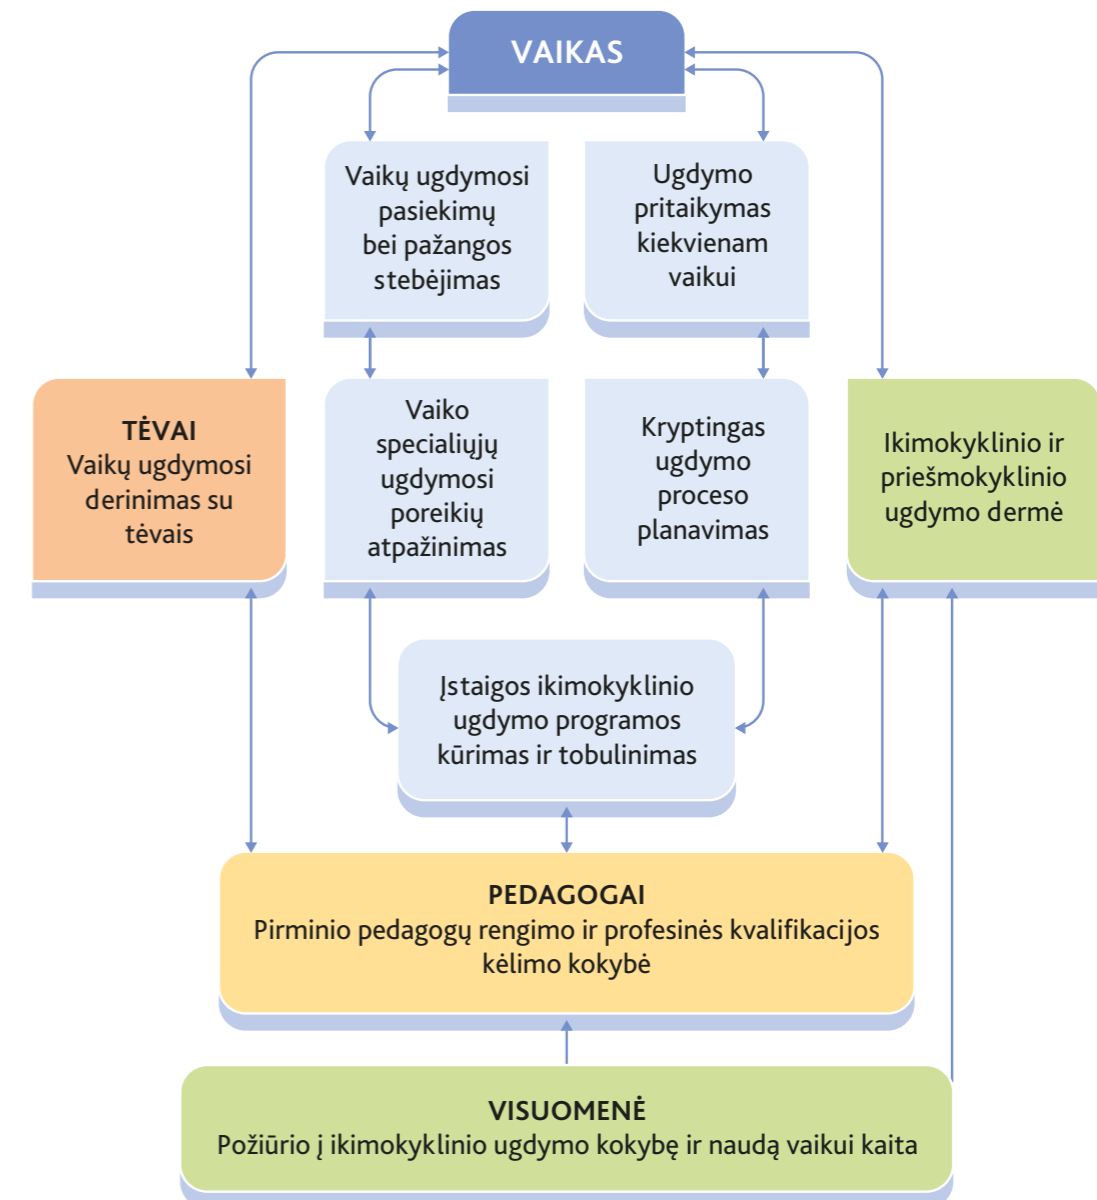 VAIKAS
Vaikų ugdymosi
pasiekimų
bei pažangos
stebėjimas
Ugdymo
pritaikymas
kiekvienam
vaikui
TĖVAI
Vaikų ugdymosi
derinimas su
tėvais
Vaiko
specialiųjų
ugdymosi
poreikių
atpažinimas
Kryptingas
ugdymo
proceso
planavimas
Ikimokyklinio ir
priešmokyklinio
ugdymo dermė
Įstaigos ikimokyklinio
ugdymo programos
kūrimas ir tobulinimas
PEDAGOGAI
Pirminio pedagogų rengimo ir profesinės kvalifikacijos
kėlimo kokybė
VISUOMENĖ
Požiūrio į ikimokyklinio ugdymo kokybę ir naudą vaikui kaita